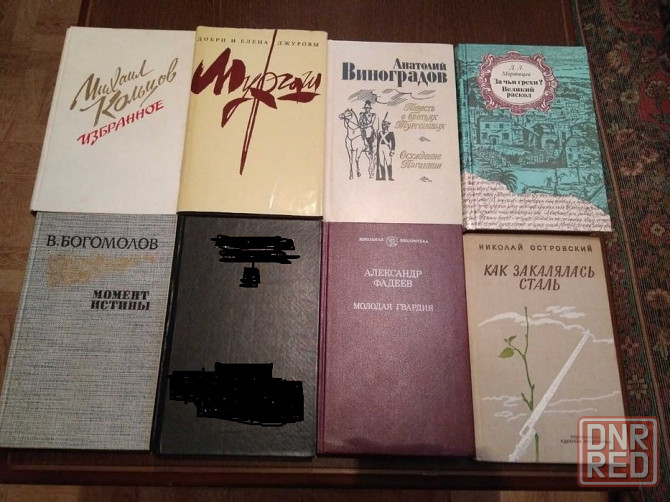 Михаил
Кольцов
ИЗБРАННОЕ
ДОБРИ И ЕЛЕНА ДЖУРОВЫ
Мургаш
Анатолий
Виноградов
Повесть
о братьях
Тургеневых
Осуждение
Паганини
Д. Л.
Мордовцев
За чьи грехи?
Великий
раскол
В. БОГОМОЛОВ
МОМЕНТ
ИСТИНЫ
ШКОЛЬНАЯ БИБЛИОТЕКА
АЛЕКСАНДР
ФАДЕЕВ
МОЛОДАЯ ГВАРДИЯ
НИКОЛАЙ ОСТРОВСКИЙ
КАК ЗАКАЛЯЛАСЬ
СТАЛЬ
DNR
RED